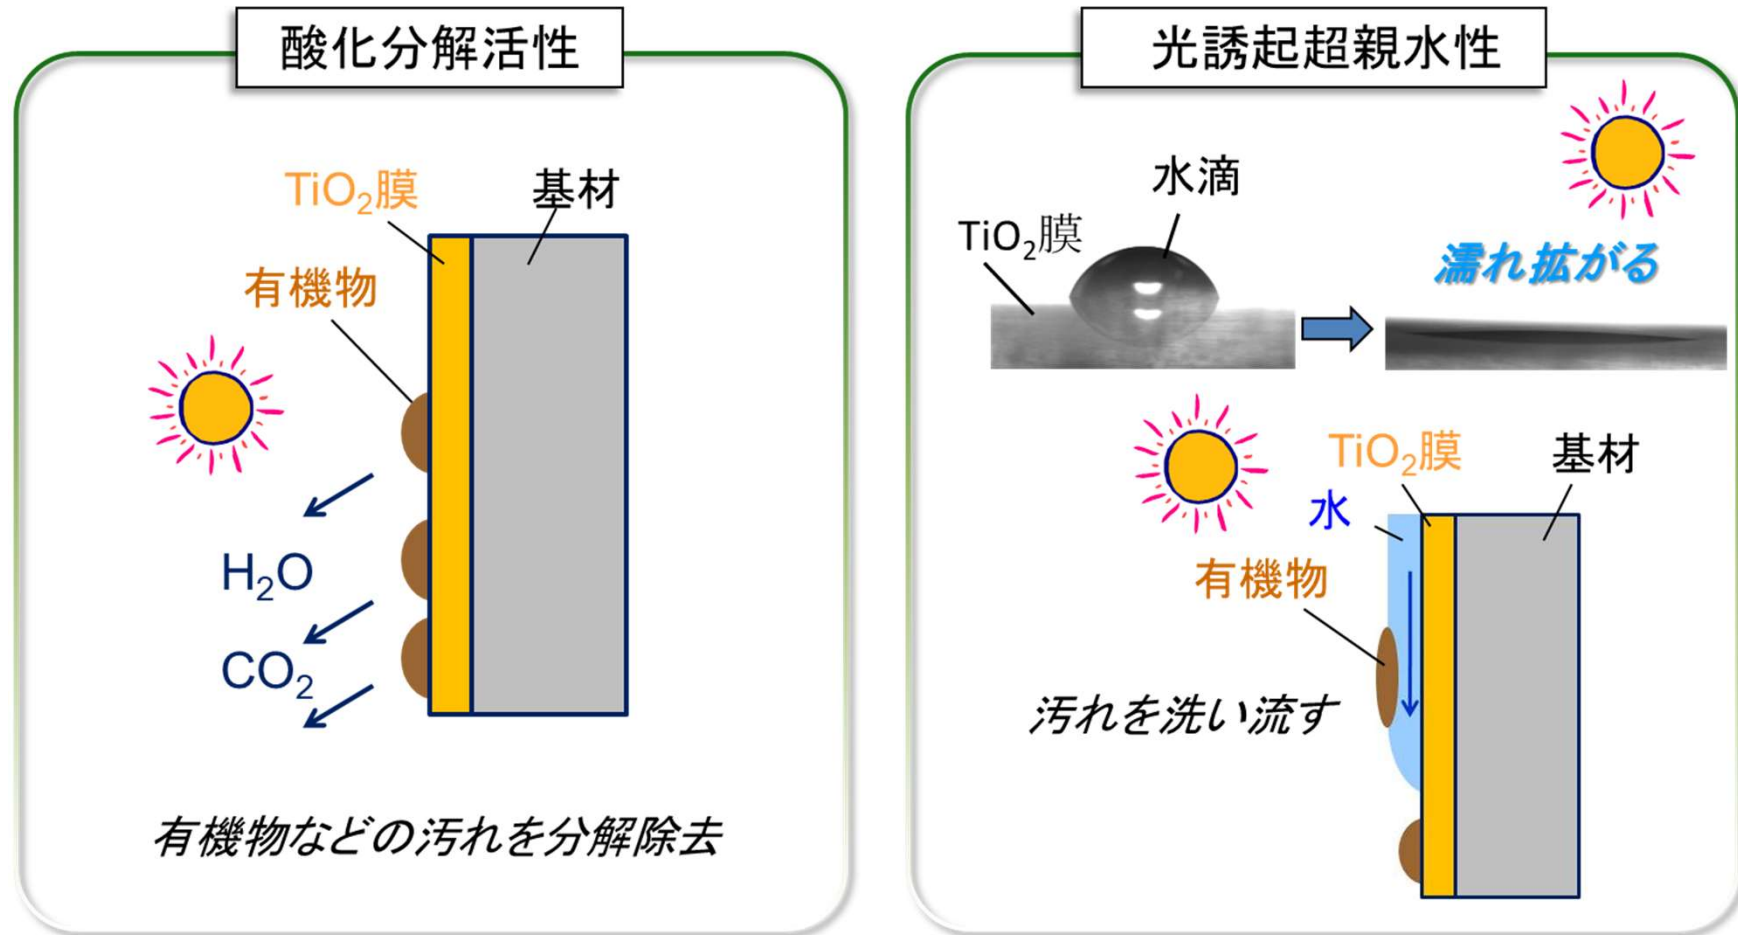 酸化分解活性
TiO₂膜
基材
有機物
H₂O
CO₂
有機物などの汚れを分解除去
光誘起超親水性
水滴
TiO₂膜
濡れ拡がる
TiO₂膜
基材
水
有機物
汚れを洗い流す